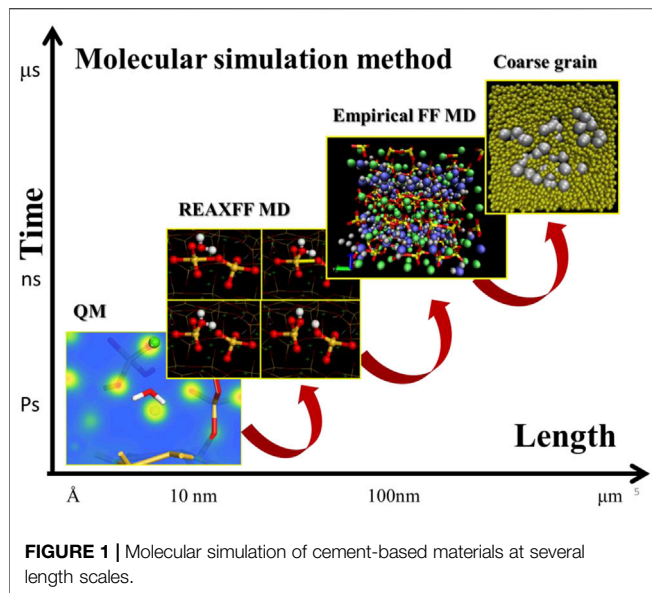 Molecular simulation method
Coarse grain
μs
Empirical FF MD
REAXFF MD
Time
ns
QM
Ps
Length
Å 10 nm 100nm μm 5
FIGURE 1 | Molecular simulation of cement-based materials at several
length scales.